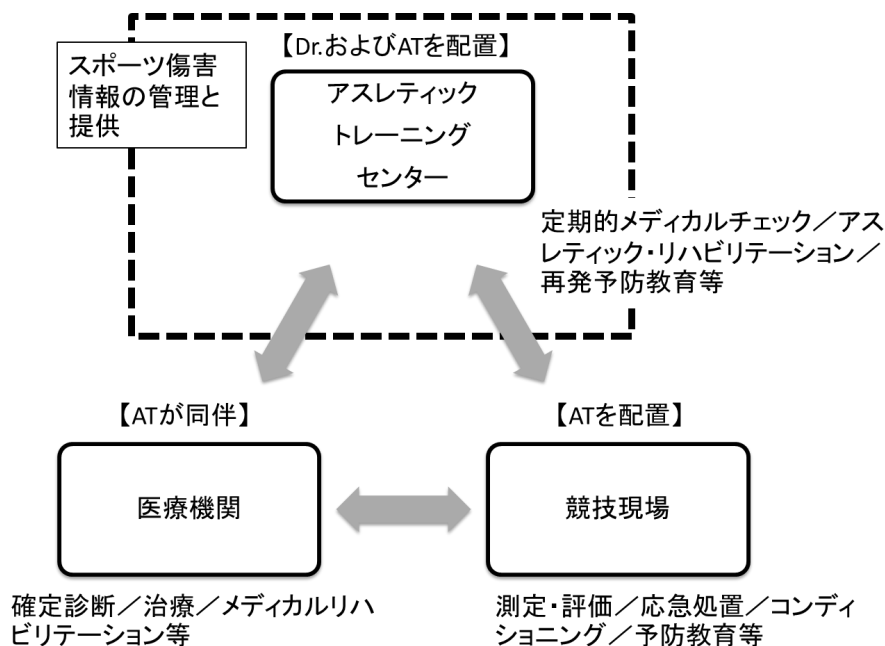 【Dr.およびATを配置】
スポーツ傷害
情報の管理と
提供
アスレティック
トレーニング
センター
定期的メディカルチェック／アス
レティック・リハビリテーション／
再発予防教育等
【ATが同伴】
【ATを配置】
医療機関
競技現場
確定診断／治療／メディカルリハ
ビリテーション等
測定・評価／応急処置／コンディ
ショニング／予防教育等